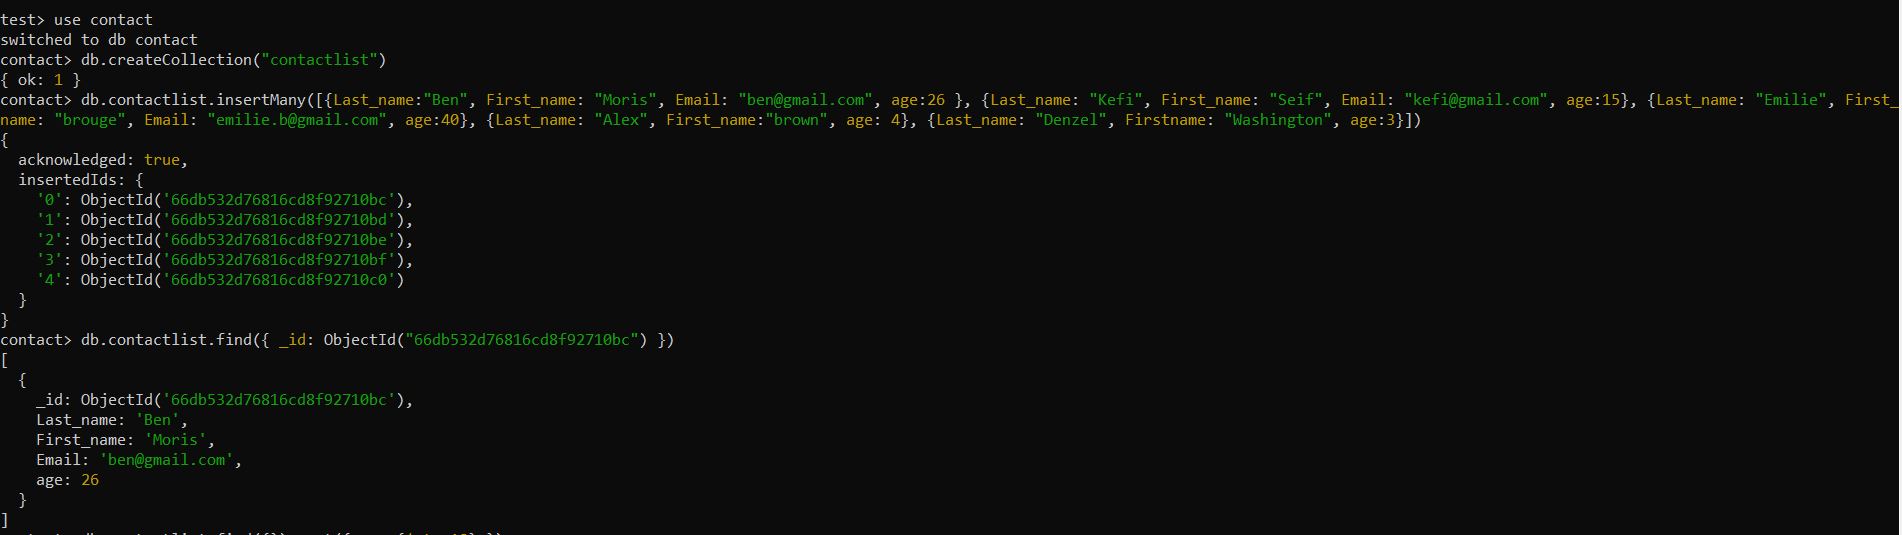 test> use contact
switched to db contact
contact> db.createCollection("contactlist")
{ ok: 1 }
contact> db.contactlist.insertMany([{Last_name:"Ben", First_name: "Moris", Email: "ben@gmail.com", age:26 }, {Last_name: "Kefi", First_name: "Seif", Email: "kefi@gmail.com", age:15}, {Last_name: "Emilie", First_
name: "brouge", Email: "emilie.b@gmail.com", age:40}, {Last_name: "Alex", First_name:"brown", age: 4}, {Last_name: "Denzel", Firstname: "Washington", age:3}])
{
  acknowledged: true,
  insertedIds: {
    '0': ObjectId('66db532d76816cd8f92710bc'),
    '1': ObjectId('66db532d76816cd8f92710bd'),
    '2': ObjectId('66db532d76816cd8f92710be'),
    '3': ObjectId('66db532d76816cd8f92710bf'),
    '4': ObjectId('66db532d76816cd8f92710c0')
  }
}
contact> db.contactlist.find({ _id: ObjectId("66db532d76816cd8f92710bc") })
[
  {
    _id: ObjectId('66db532d76816cd8f92710bc'),
    Last_name: 'Ben',
    First_name: 'Moris',
    Email: 'ben@gmail.com',
    age: 26
  }
]